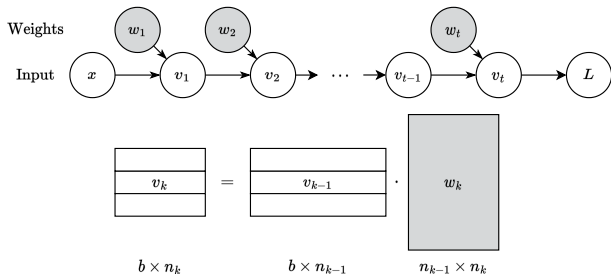 Weights w₁ w₂ wₜ
Input x v₁ v₂ ⋯ vₜ₋₁ vₜ L
vₖ = vₖ₋₁ · wₖ
b × nₖ b × nₖ₋₁ nₖ₋₁ × nₖ